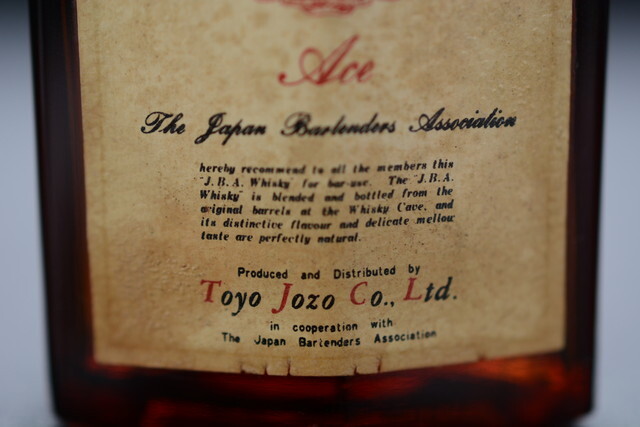 Ace
The Japan Bartenders Association
hereby recommend to all the members this
"J.B.A. Whisky" for bar-use. The "J.B.A.
Whisky" is blended and bottled from the
original barrels at the Whisky Cave, and
its distinctive flavour and delicate mellow
taste are perfectly natural.
Produced and Distributed by
Toyo Jozo Co., Ltd.
in cooperation with
The Japan Bartenders Association